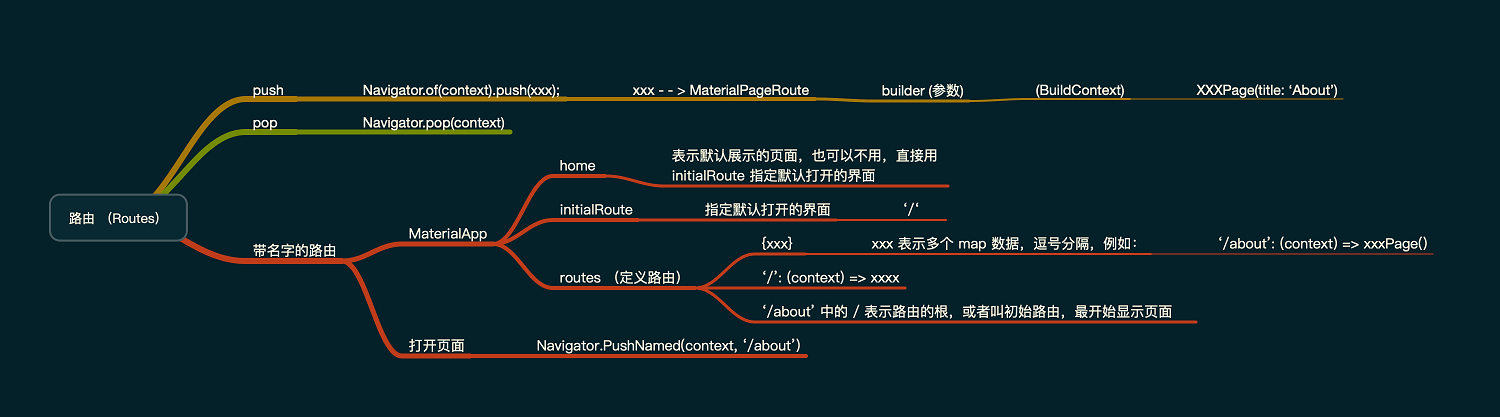 push
Navigator.of(context).push(xxx);
xxx - - > MaterialPageRoute
builder (参数)
(BuildContext)
XXXPage(title: ‘About’)
pop
Navigator.pop(context)
路由 （Routes）
带名字的路由
MaterialApp
home
表示默认展示的页面，也可以不用，直接用
initialRoute 指定默认打开的界面
initialRoute
指定默认打开的界面
‘/‘
routes （定义路由）
{xxx}
xxx 表示多个 map 数据，逗号分隔，例如：
‘/about’: (context) => xxxPage()
‘/’: (context) => xxxx
‘/about’ 中的 / 表示路由的根，或者叫初始路由，最开始显示页面
打开页面
Navigator.PushNamed(context, ‘/about’)